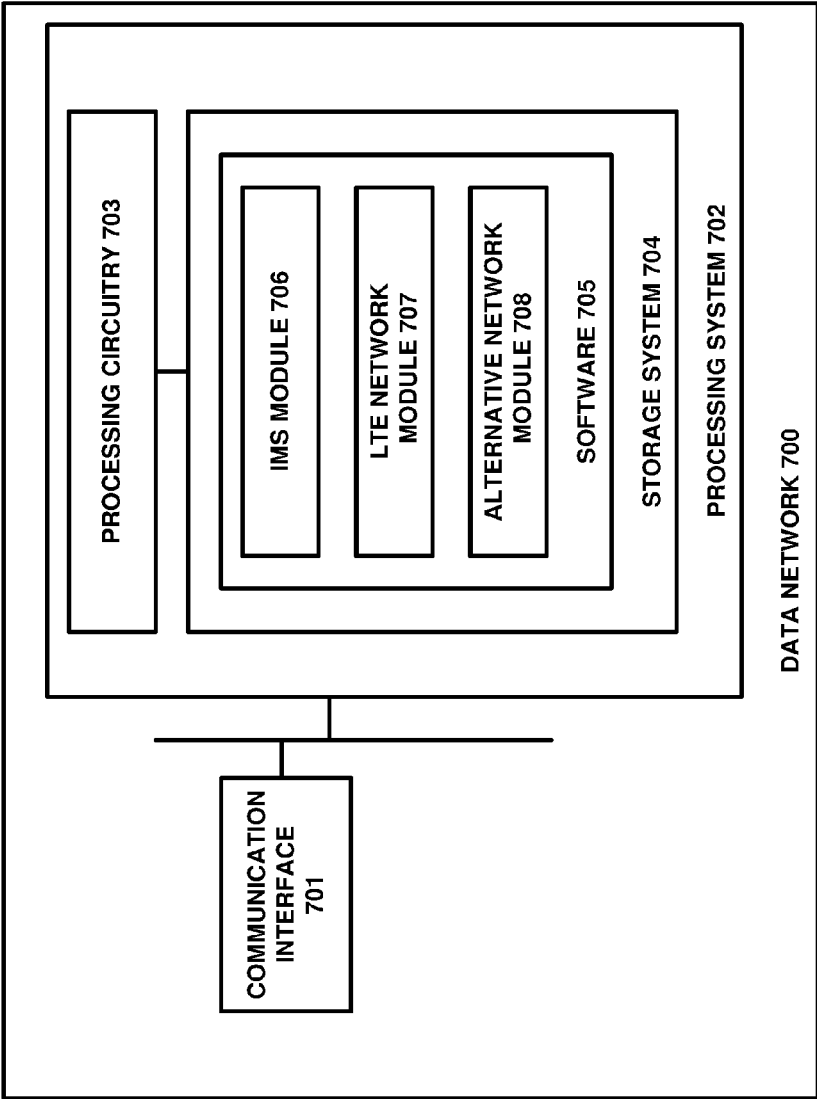 PROCESSING CIRCUITRY 703
IMS MODULE 706
LTE NETWORK
MODULE 707
ALTERNATIVE NETWORK
MODULE 708
SOFTWARE 705
STORAGE SYSTEM 704
PROCESSING SYSTEM 702
COMMUNICATION
INTERFACE
701
DATA NETWORK 700